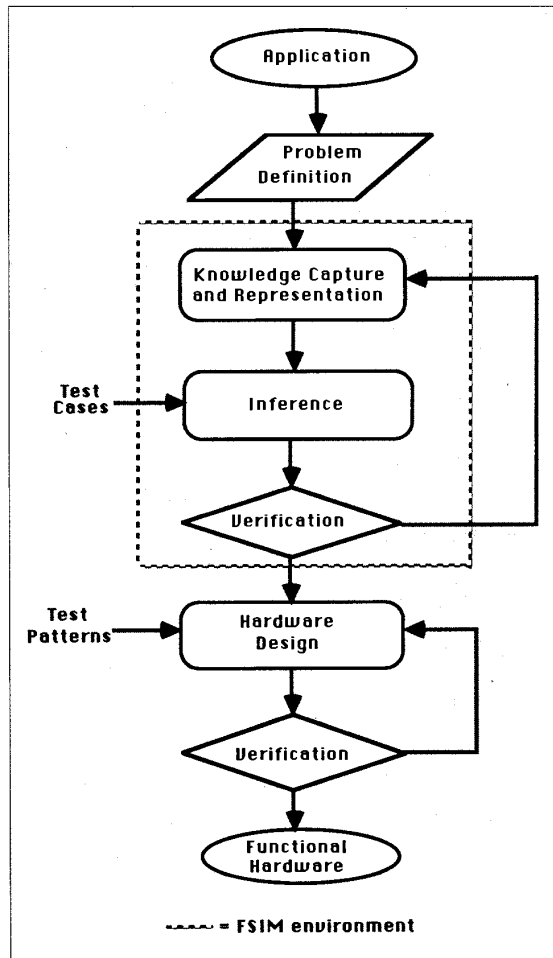 Application
Problem
Definition
Knowledge Capture
and Representation
Test
Cases
Inference
Verification
Test
Patterns
Hardware
Design
Verification
Functional
Hardware
= FSIM environment